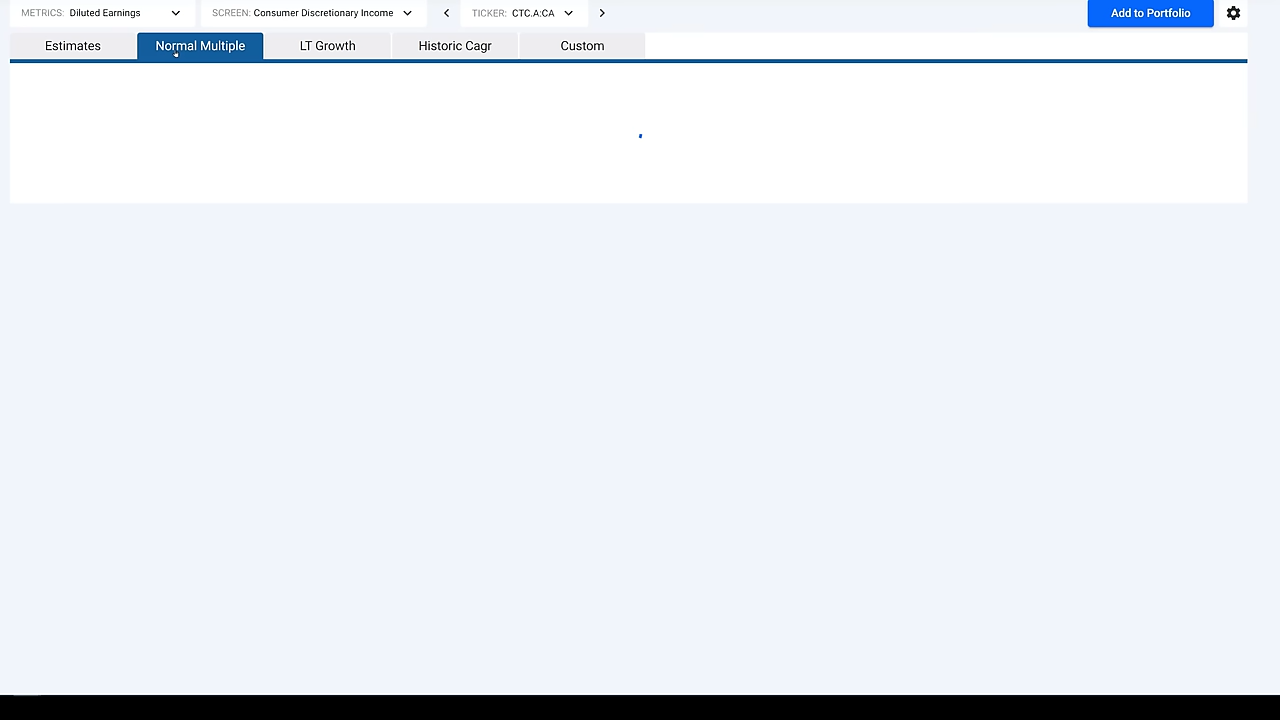 METRICS: Diluted Earnings SCREEN: Consumer Discretionary Income TICKER: CTC.A:CA Add to Portfolio
Estimates Normal Multiple LT Growth Historic Cagr Custom